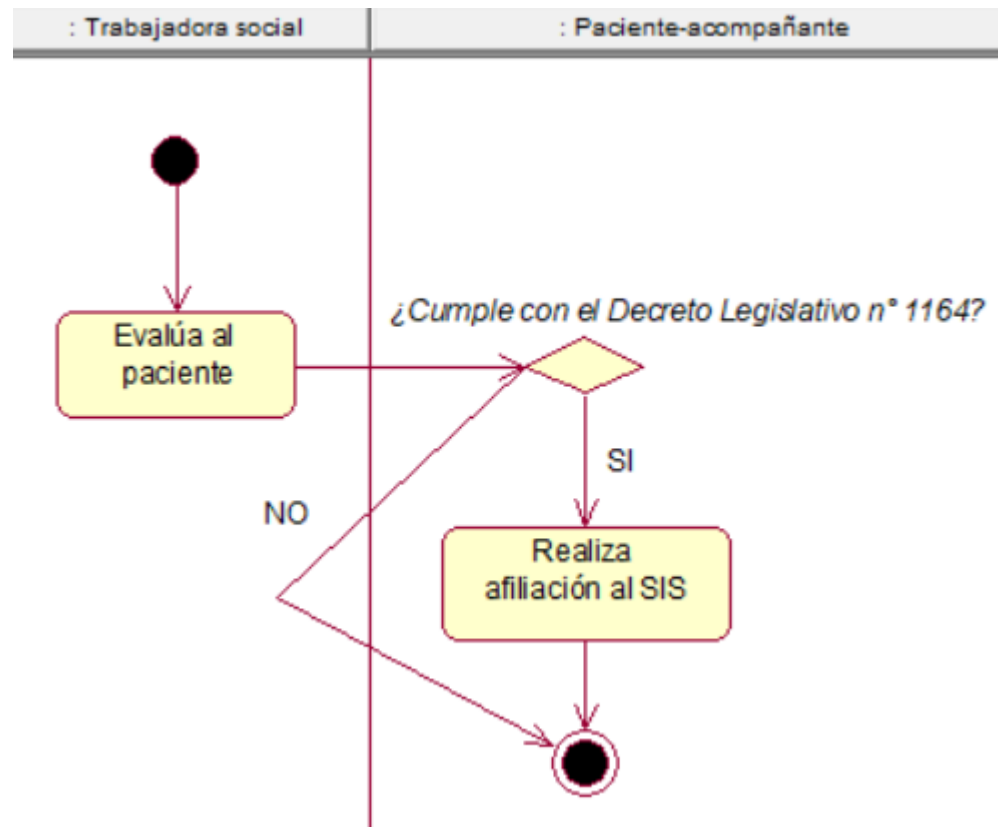 : Trabajadora social
: Paciente-acompañante
¿Cumple con el Decreto Legislativo n° 1164?
Evalúa al
paciente
SI
NO
Realiza
afiliación al SIS